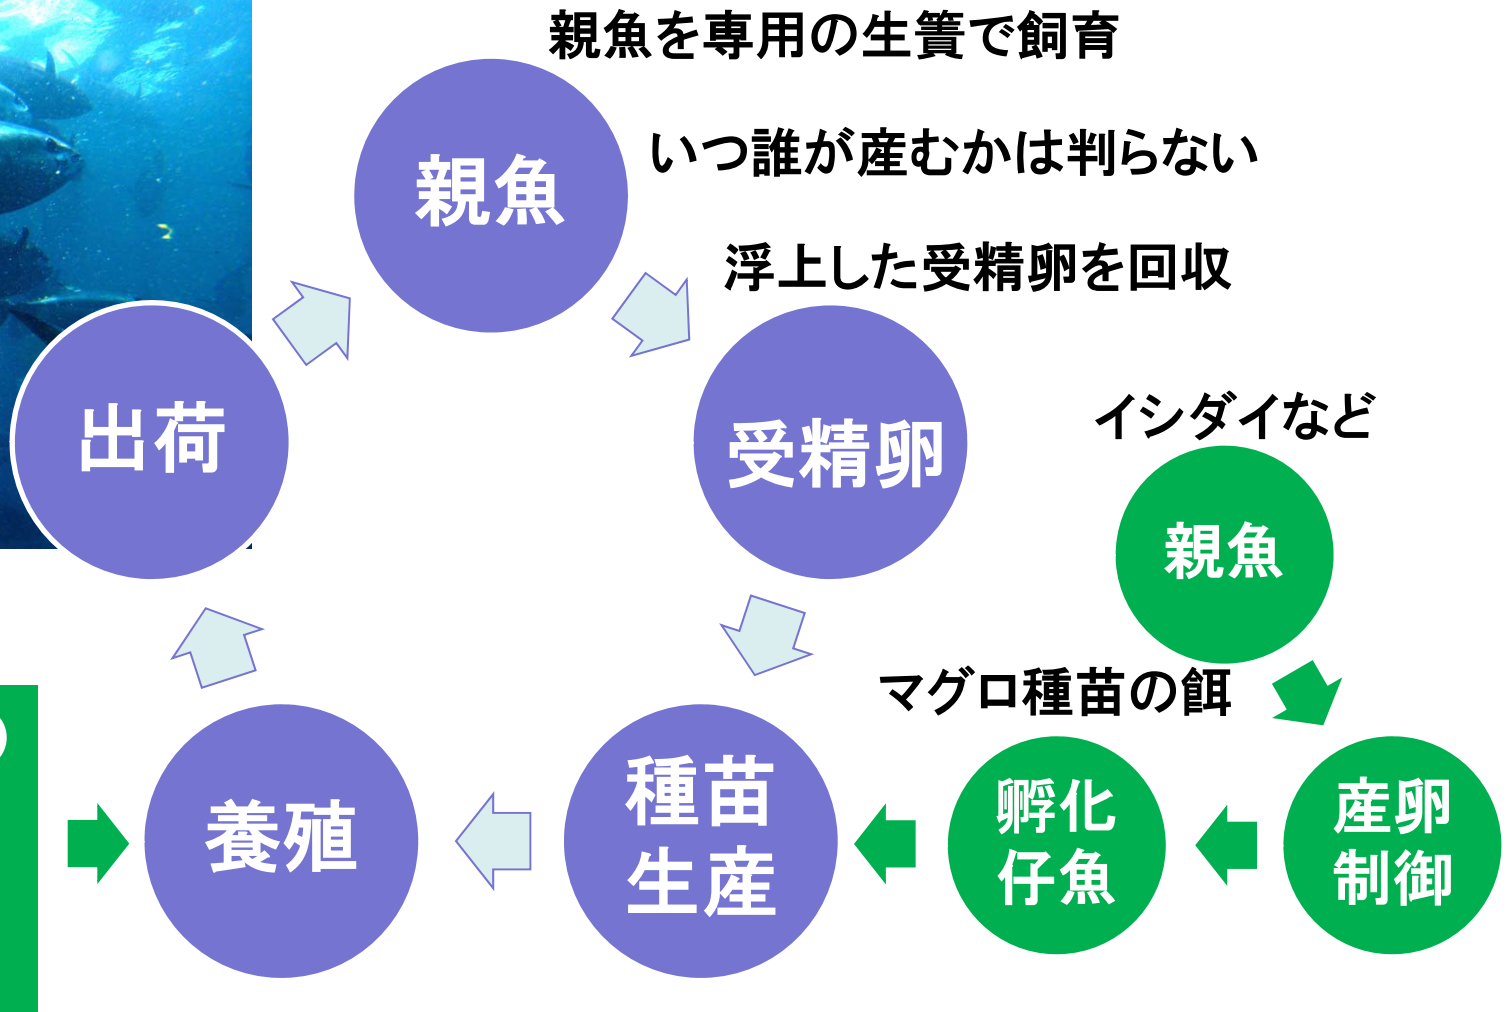 親魚を専用の生簀で飼育
いつ誰が産むかは判らない
浮上した受精卵を回収
親魚
受精卵
出荷
イシダイなど
親魚
マグロ種苗の餌
種苗
生産
養殖
孵化
仔魚
産卵
制御